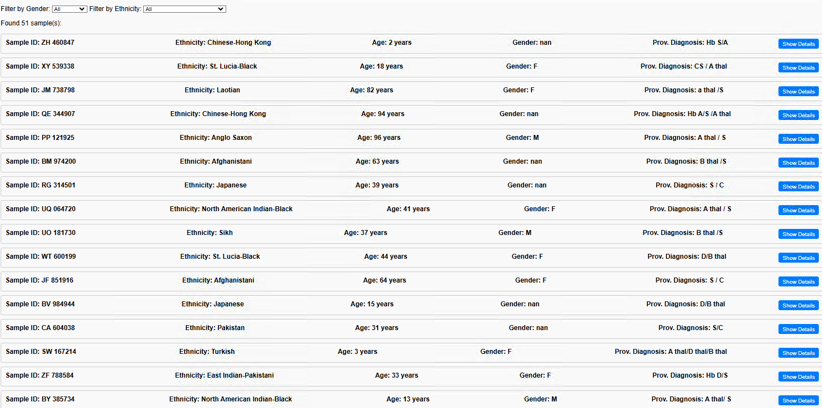 Filter by Gender: All Filter by Ethnicity: All
Found 51 sample(s):
Sample ID: ZH 460847 Ethnicity: Chinese-Hong Kong Age: 2 years Gender: nan Prov. Diagnosis: Hb S/A Show Details
Sample ID: XY 539338 Ethnicity: St. Lucia-Black Age: 18 years Gender: F Prov. Diagnosis: CS / A thal Show Details
Sample ID: JM 738798 Ethnicity: Laotian Age: 82 years Gender: F Prov. Diagnosis: a thal /S Show Details
Sample ID: QE 344907 Ethnicity: Chinese-Hong Kong Age: 94 years Gender: nan Prov. Diagnosis: Hb A/S /A thal Show Details
Sample ID: PP 121925 Ethnicity: Anglo Saxon Age: 96 years Gender: M Prov. Diagnosis: A thal / S Show Details
Sample ID: BM 974200 Ethnicity: Afghanistani Age: 63 years Gender: nan Prov. Diagnosis: B thal /S Show Details
Sample ID: RG 314501 Ethnicity: Japanese Age: 39 years Gender: nan Prov. Diagnosis: S / C Show Details
Sample ID: UQ 064720 Ethnicity: North American Indian-Black Age: 41 years Gender: F Prov. Diagnosis: A thal / S Show Details
Sample ID: UO 181730 Ethnicity: Sikh Age: 37 years Gender: M Prov. Diagnosis: B thal /S Show Details
Sample ID: WT 600199 Ethnicity: St. Lucia-Black Age: 44 years Gender: F Prov. Diagnosis: D/B thal Show Details
Sample ID: JF 851916 Ethnicity: Afghanistani Age: 64 years Gender: F Prov. Diagnosis: S / C Show Details
Sample ID: BV 984944 Ethnicity: Japanese Age: 15 years Gender: nan Prov. Diagnosis: D/B thal Show Details
Sample ID: CA 604038 Ethnicity: Pakistan Age: 31 years Gender: nan Prov. Diagnosis: S/C Show Details
Sample ID: SW 167214 Ethnicity: Turkish Age: 3 years Gender: F Prov. Diagnosis: A thal/D thal/B thal Show Details
Sample ID: ZF 788584 Ethnicity: East Indian-Pakistani Age: 33 years Gender: F Prov. Diagnosis: Hb D/S Show Details
Sample ID: BY 385734 Ethnicity: North American Indian-Black Age: 13 years Gender: M Prov. Diagnosis: A thal/ S Show Details